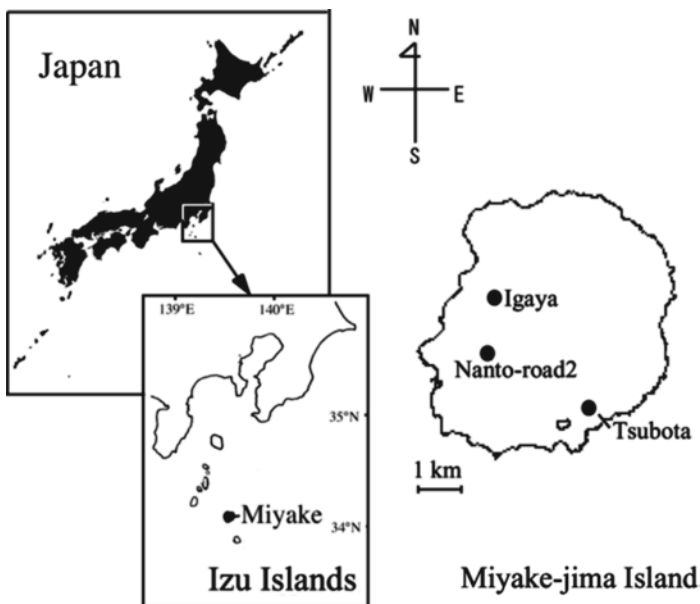 Japan
N
W
E
S
139°E
140°E
35°N
34°N
Miyake
Izu Islands
Igaya
Nanto-road2
Tsubota
1 km
Miyake-jima Island